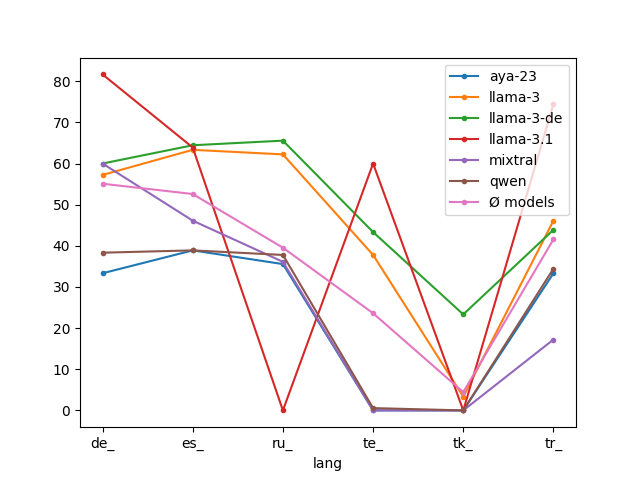 80
70
60
50
40
30
20
10
0
de_
es_
ru_
te_
tk_
tr_
lang
aya-23
llama-3
llama-3-de
llama-3.1
mixtral
qwen
Ø models